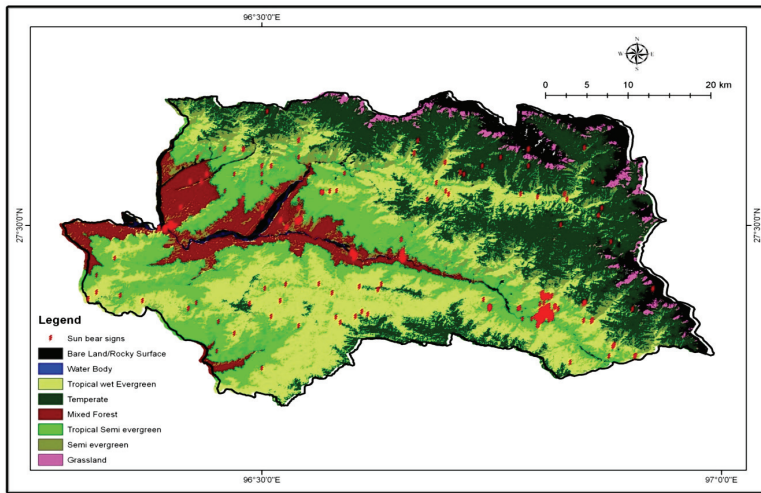 96°30'0"E
N
W E
S
0 5 10 20 km
27°30'0"N
27°30'0"N
Legend
Sun bear signs
Bare Land/Rocky Surface
Water Body
Tropical wet Evergreen
Temperate
Mixed Forest
Tropical Semi evergreen
Semi evergreen
Grassland
96°30'0"E
97°0'0"E